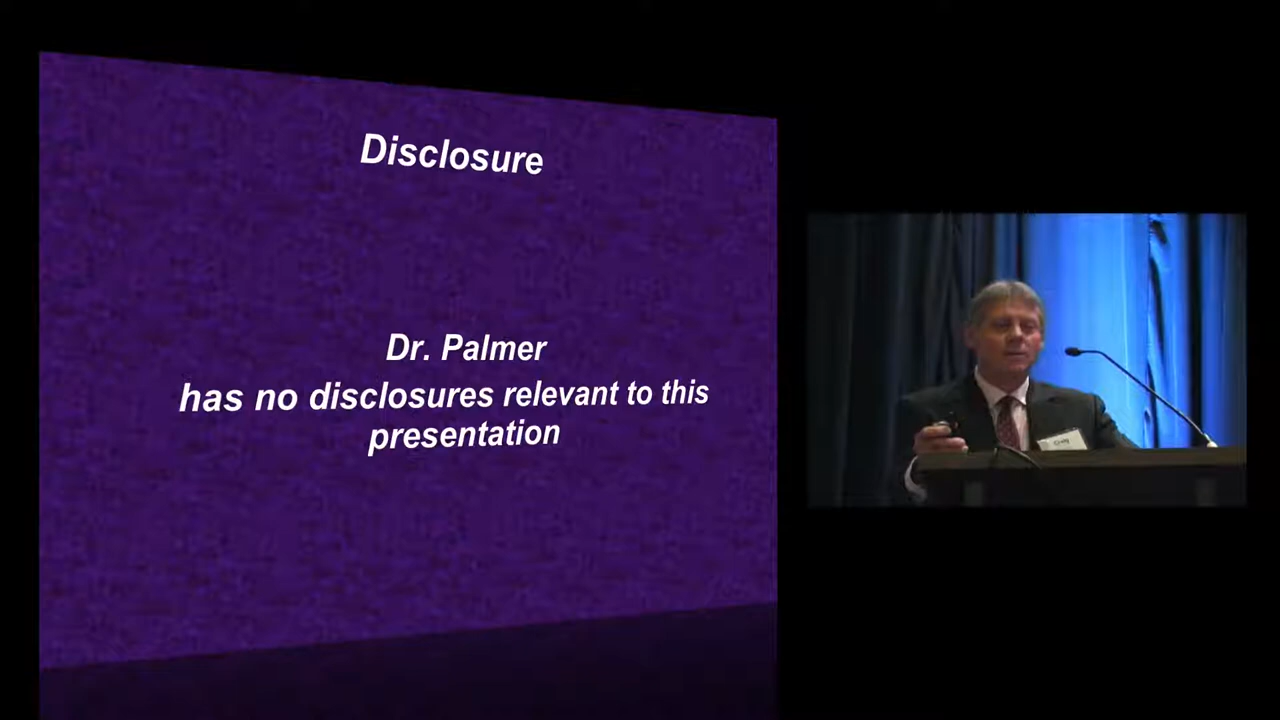 Disclosure
Dr. Palmer
has no disclosures relevant to this
presentation